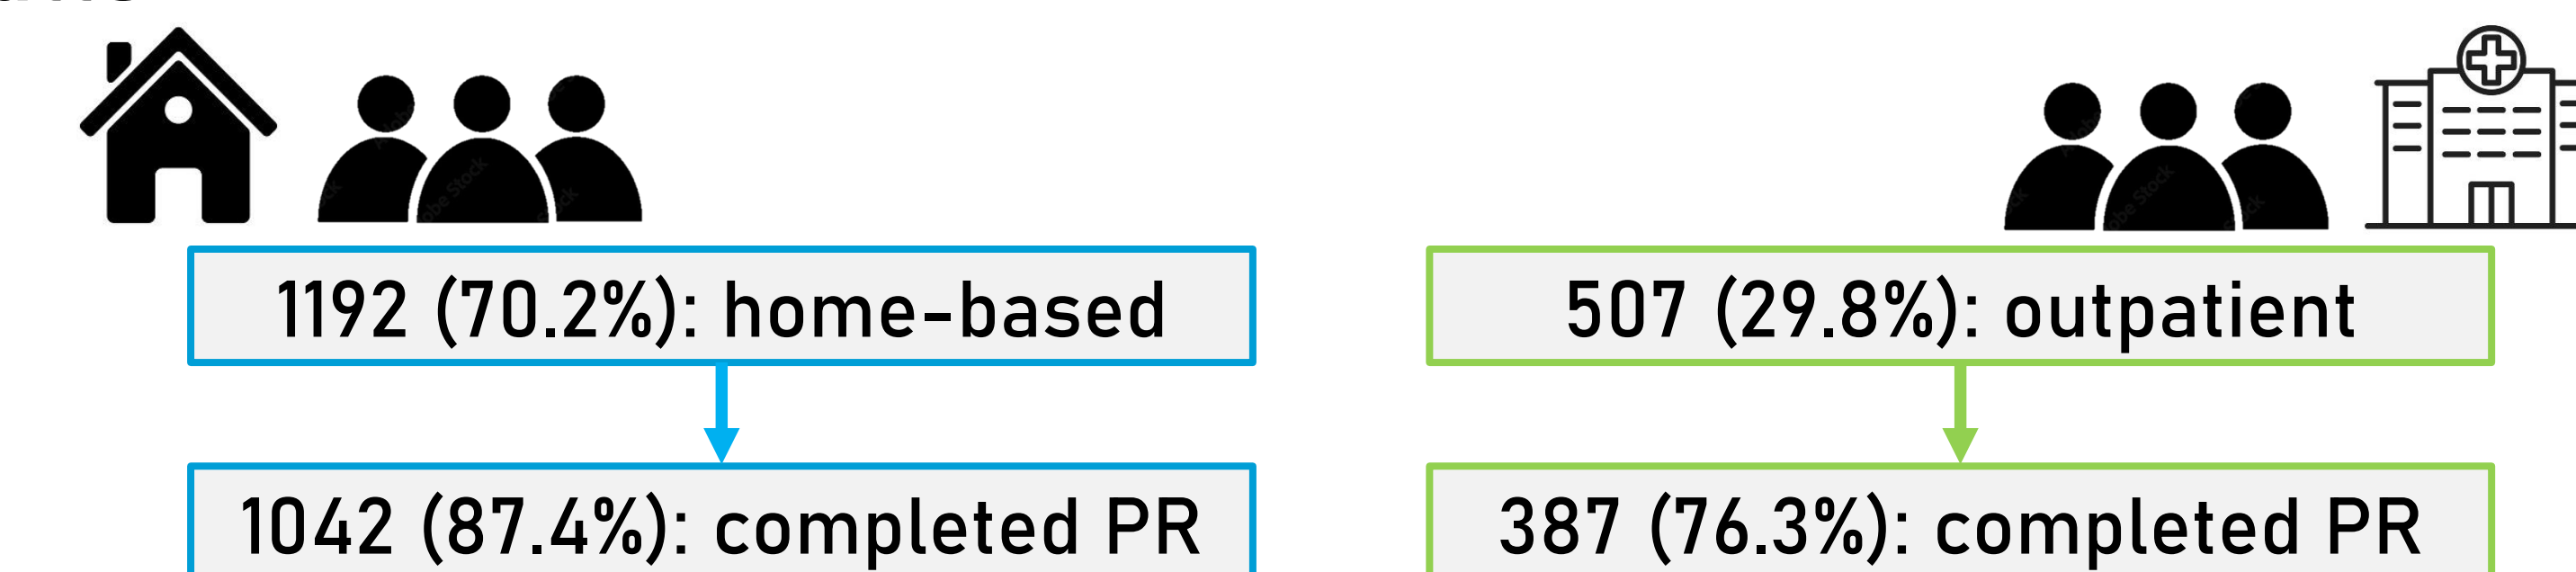 1192 (70.2%): home-based
507 (29.8%): outpatient
1042 (87.4%): completed PR
387 (76.3%): completed PR